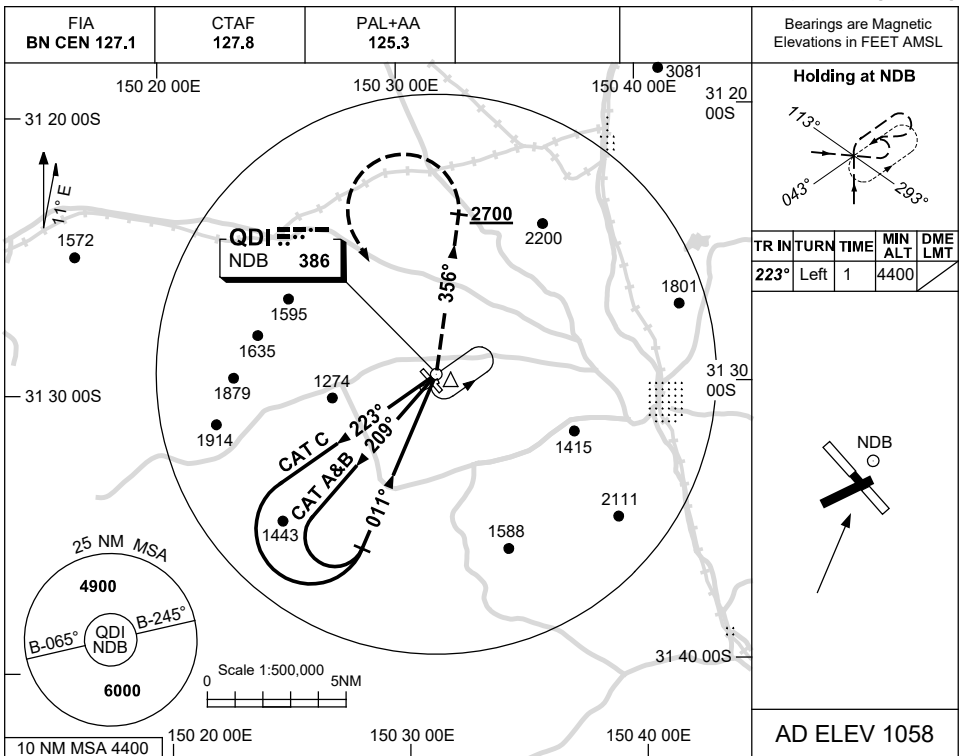 FIA
BN CEN 127.1
CTAF
127.8
PAL+AA
125.3
Bearings are Magnetic
Elevations in FEET AMSL
150 20 00E
150 30 00E
150 40 00E
3081
31 20
00S
31 20 00S
11° E
1572
QDI
NDB 386
2700
2200
356°
1801
1595
1635
1879
1274
1914
31 30
00S
31 30 00S
CAT C
223°
209°
CAT A&B
011°
1415
1443
2111
1588
25 NM MSA
4900
B-065°
QDI
NDB
B-245°
6000
Scale 1:500,000
0
5NM
31 40 00S
10 NM MSA 4400
150 20 00E
150 30 00E
150 40 00E
Holding at NDB
113°
043°
293°
TR IN TURN TIME MIN ALT DME LMT
223° Left 1 4400
NDB
AD ELEV 1058